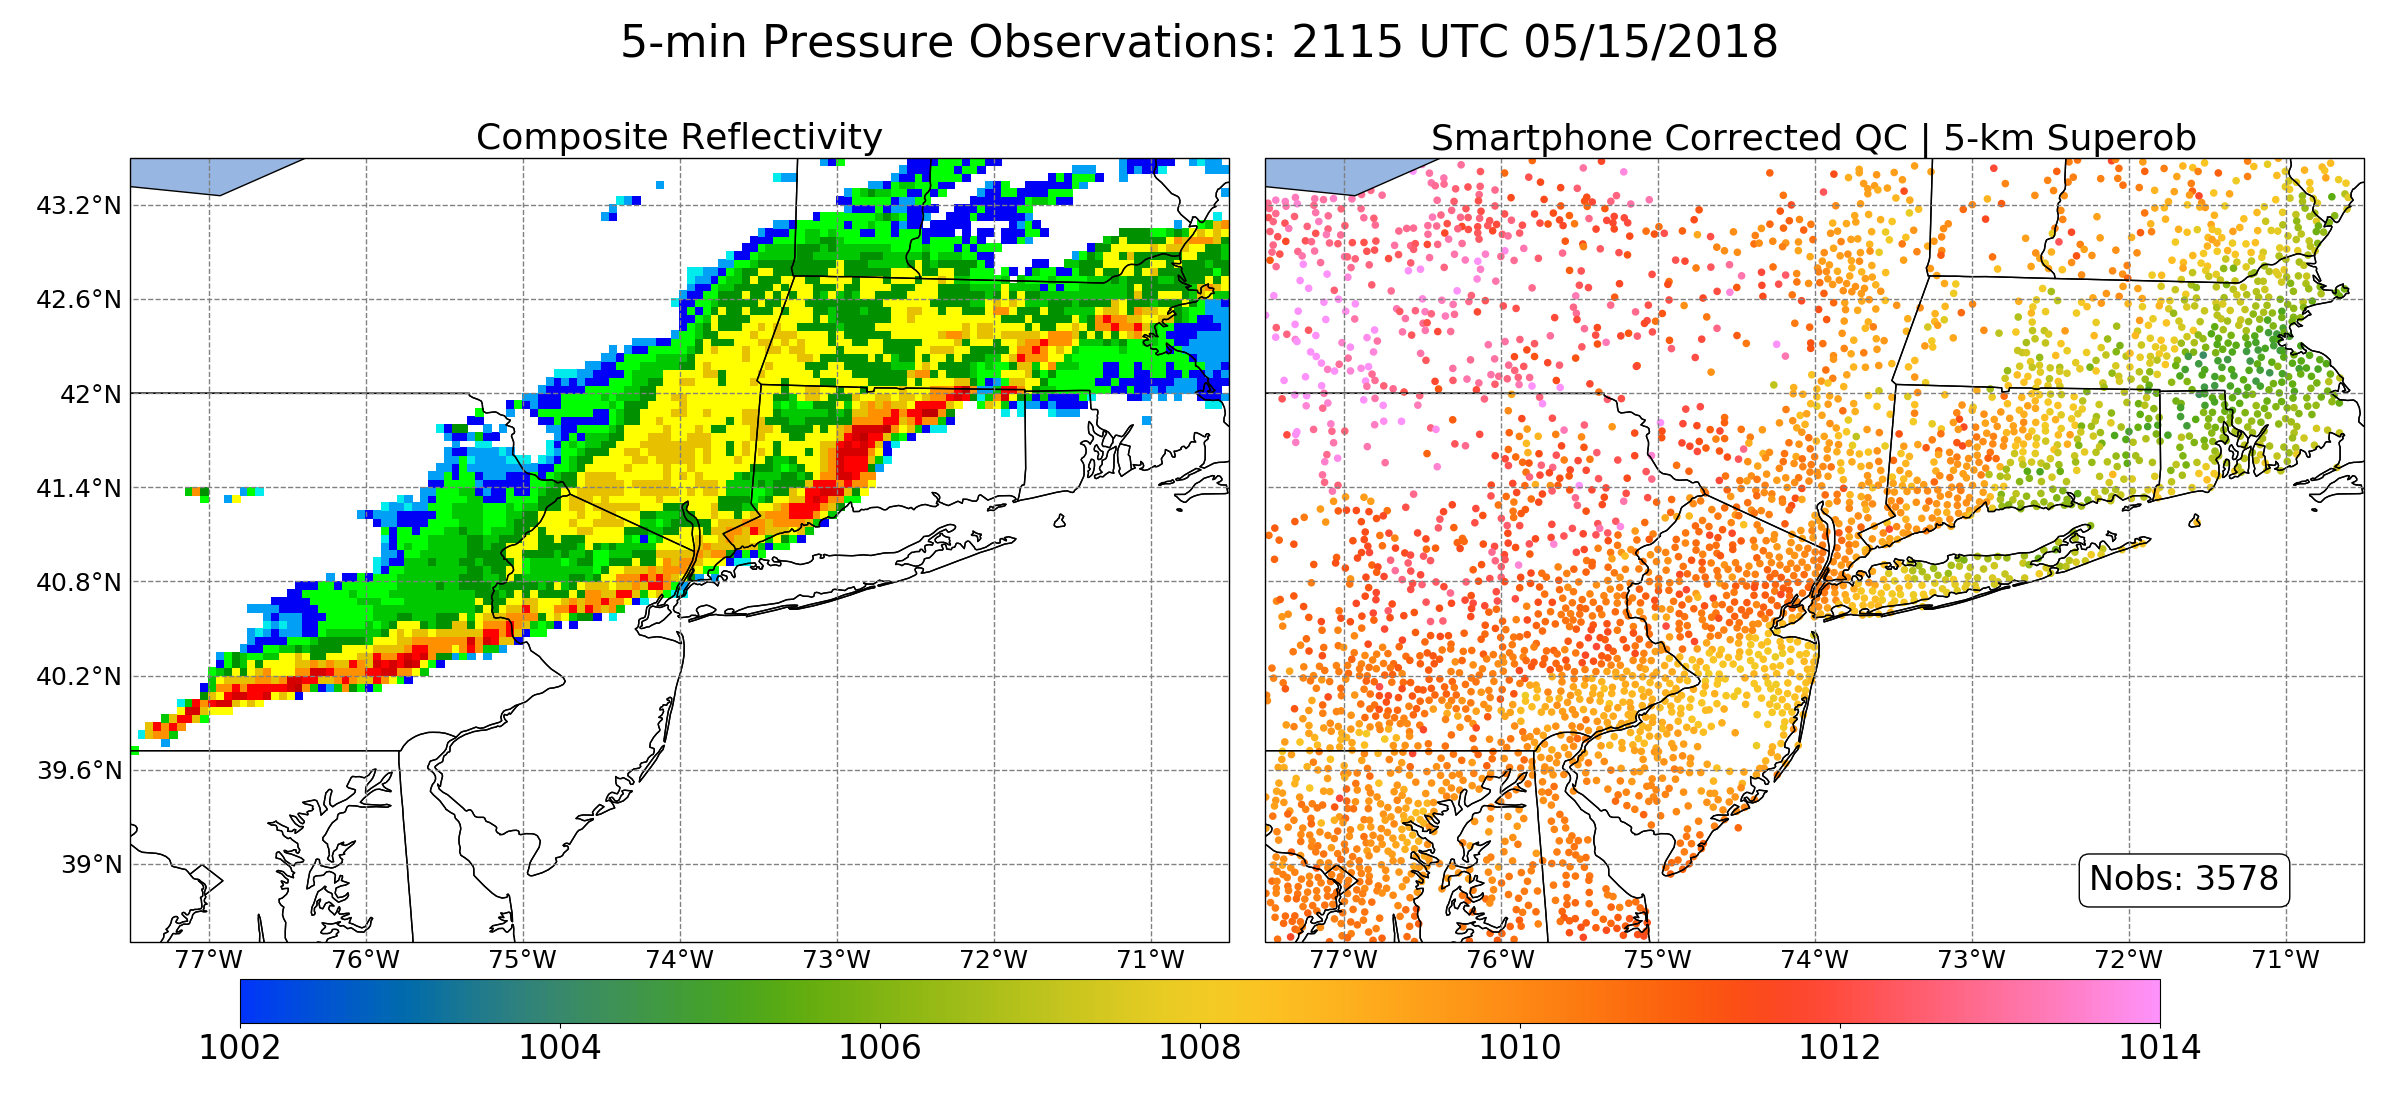 5-min Pressure Observations: 2115 UTC 05/15/2018
Composite Reflectivity
Smartphone Corrected QC | 5-km Superob
43.2°N
42.6°N
42°N
41.4°N
40.8°N
40.2°N
39.6°N
39°N
Nobs: 3578
77°W 76°W 75°W 74°W 73°W 72°W 71°W
77°W 76°W 75°W 74°W 73°W 72°W 71°W
1002 1004 1006 1008 1010 1012 1014